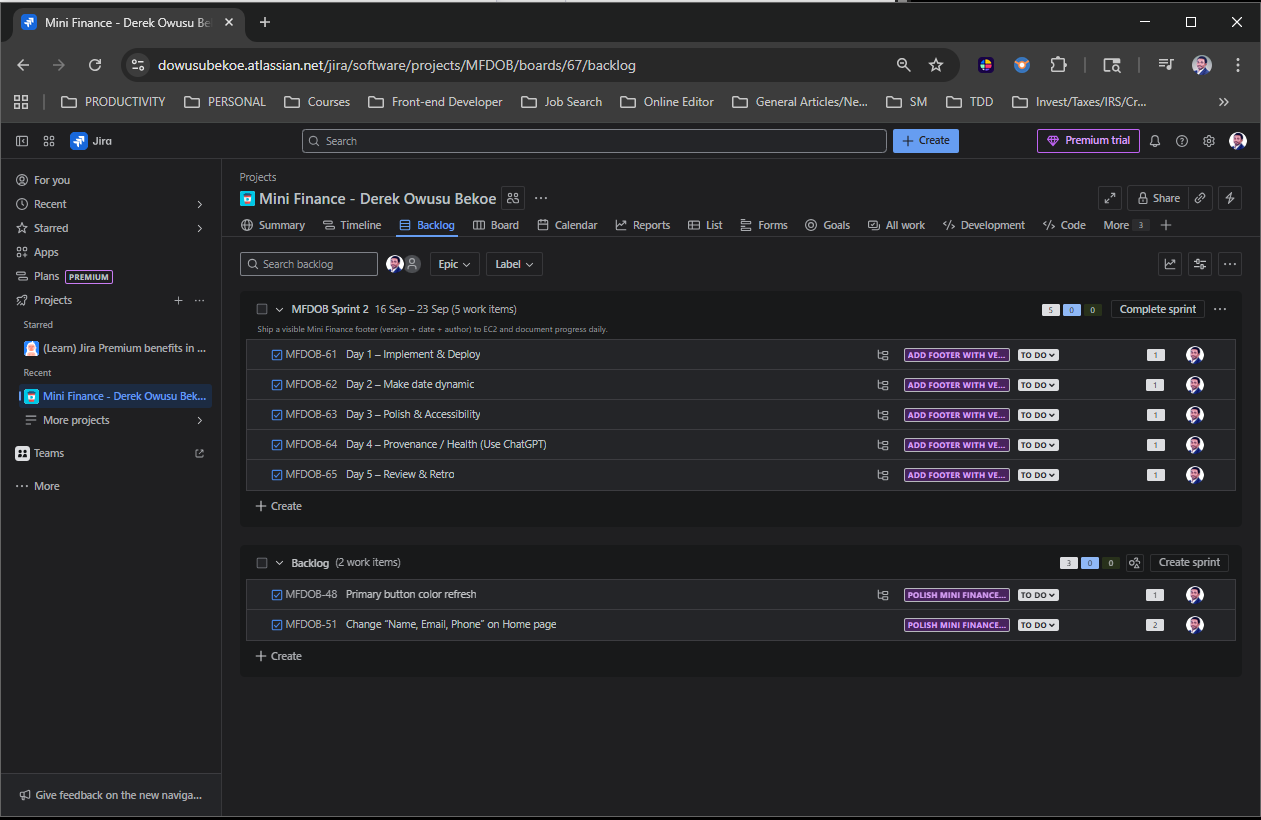 Mini Finance - Derek Owusu Be
dowusubekoe.atlassian.net/jira/software/projects/MFDOB/boards/67/backlog
PRODUCTIVITY PERSONAL Courses Front-end Developer Job Search Online Editor General Articles/Ne... SM TDD Invest/Taxes/IRS/Cr...
Jira Search Create Premium trial
For you
Recent
Starred
Apps
Plans PREMIUM
Projects
Starred
(Learn) Jira Premium benefits in ...
Recent
Mini Finance - Derek Owusu Bek...
More projects
Teams
More
Give feedback on the new naviga...
Projects
Mini Finance - Derek Owusu Bekoe
Share
Summary Timeline Backlog Board Calendar Reports List Forms Goals All work Development Code More 3
Search backlog Epic Label
MFDOB Sprint 2 16 Sep – 23 Sep (5 work items) 5 0 0 Complete sprint
Ship a visible Mini Finance footer (version + date + author) to EC2 and document progress daily.
MFDOB-61 Day 1 – Implement & Deploy ADD FOOTER WITH VE... TO DO 1
MFDOB-62 Day 2 – Make date dynamic ADD FOOTER WITH VE... TO DO 1
MFDOB-63 Day 3 – Polish & Accessibility ADD FOOTER WITH VE... TO DO 1
MFDOB-64 Day 4 – Provenance / Health (Use ChatGPT) ADD FOOTER WITH VE... TO DO 1
MFDOB-65 Day 5 – Review & Retro ADD FOOTER WITH VE... TO DO 1
Create
Backlog (2 work items) 3 0 0 Create sprint
MFDOB-48 Primary button color refresh POLISH MINI FINANCE... TO DO 1
MFDOB-51 Change “Name, Email, Phone” on Home page POLISH MINI FINANCE... TO DO 2
Create